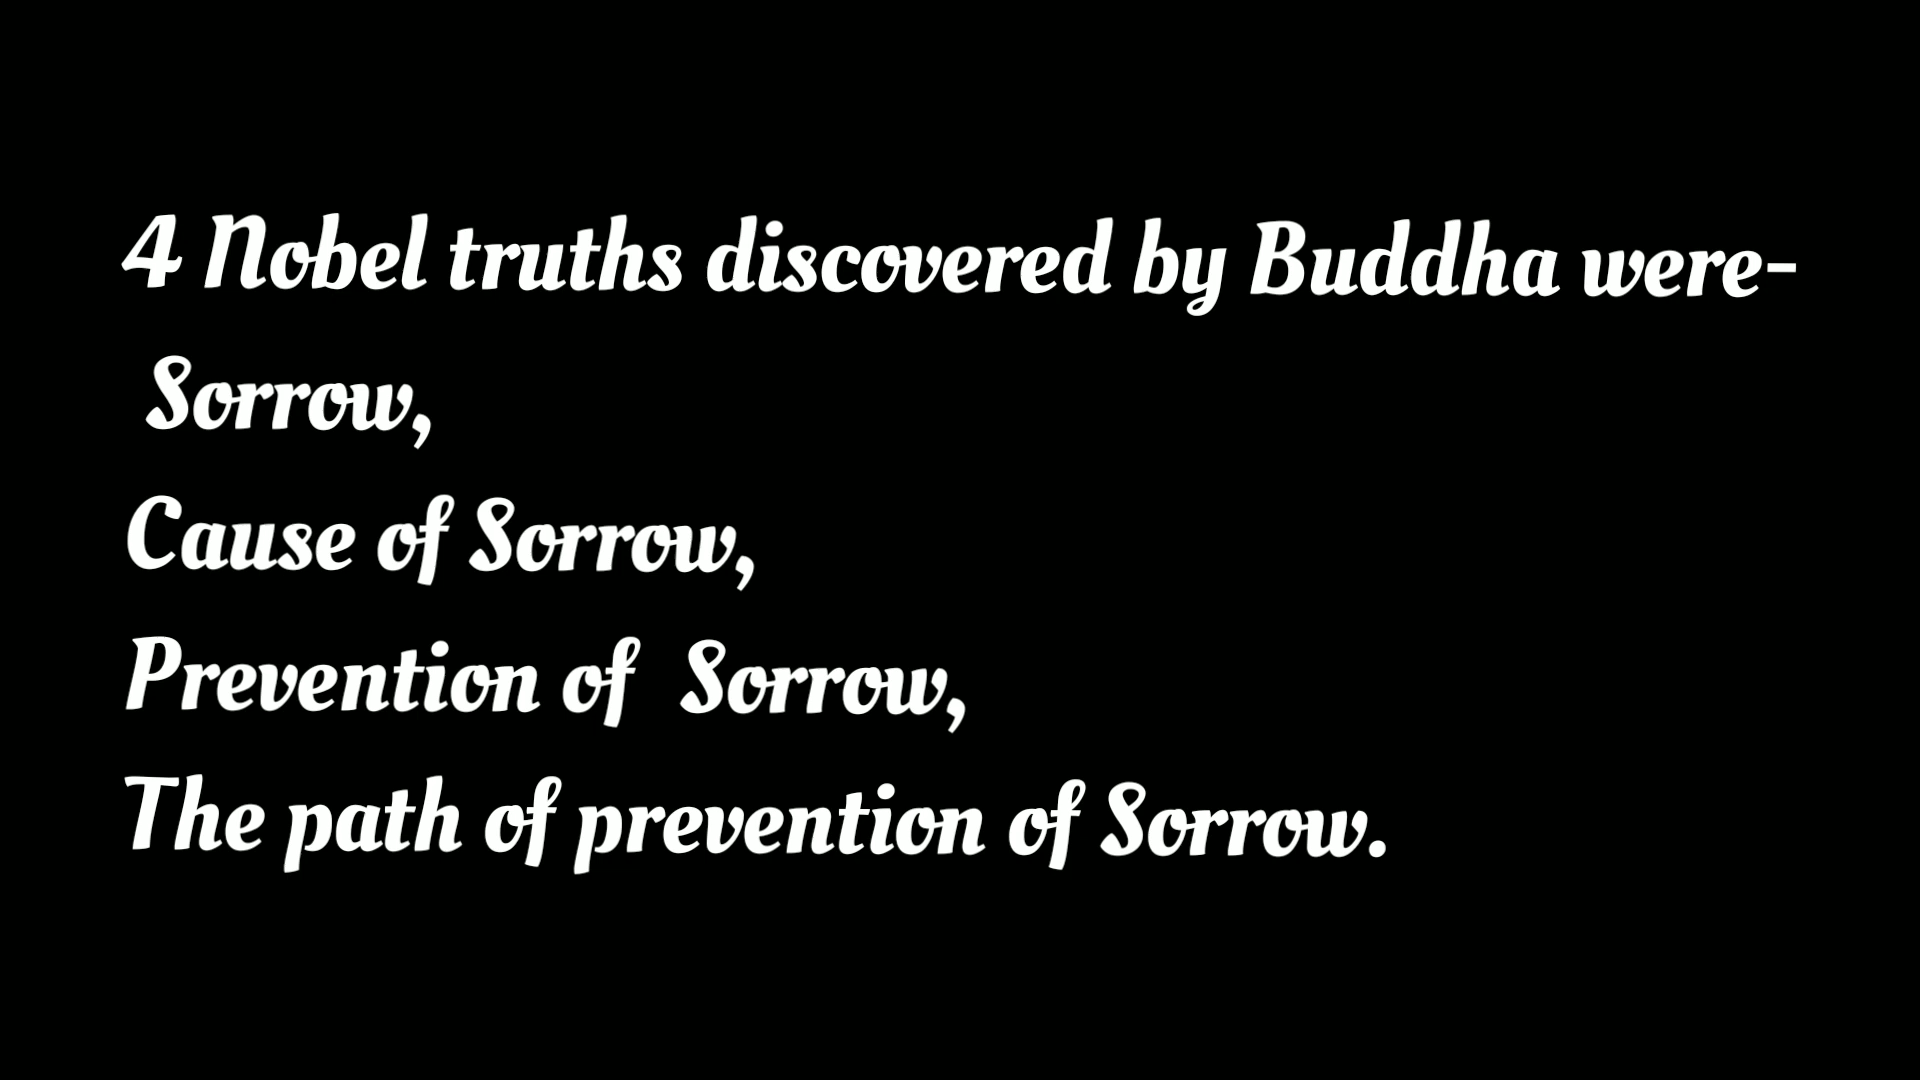 4 Nobel truths discovered by Buddha were-
Sorrow,
Cause of Sorrow,
Prevention of Sorrow,
The path of prevention of Sorrow.